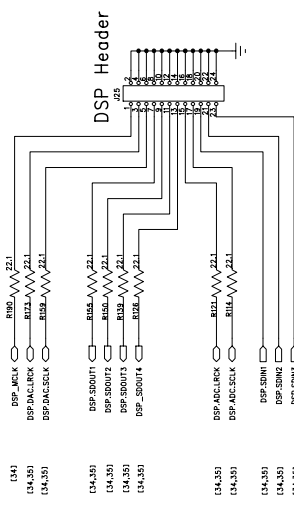 DSP Header
J25
2 4 6 8 10 12 14 16 18 20 22 24
1 3 5 7 9 11 13 15 17 19 21 23
[34] DSP_MCLK R190 22.1
[34,35] DSP.DAC.LRCK R173 22.1
[34,35] DSP.DAC.SCLK R159 22.1
[34,35] DSP.SDOUT1 R155 22.1
[34,35] DSP.SDOUT2 R150 22.1
[34,35] DSP.SDOUT3 R139 22.1
[34,35] DSP_SDOUT4 R126 22.1
[34,35] DSP.ADC.LRCK R121 22.1
[34,35] DSP.ADC.SCLK R114 22.1
[34,35] DSP.SDIN1
[34,35] DSP.SDIN2